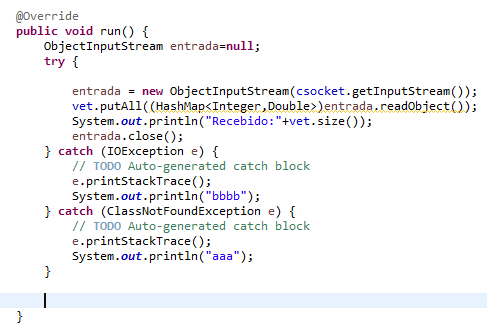 @Override
public void run() {
    ObjectInputStream entrada=null;
    try {
        entrada = new ObjectInputStream(csocket.getInputStream());
        vet.putAll((HashMap<Integer,Double>)entrada.readObject());
        System.out.println("Recebido:"+vet.size());
        entrada.close();
    } catch (IOException e) {
        // TODO Auto-generated catch block
        e.printStackTrace();
        System.out.println("bbbb");
    } catch (ClassNotFoundException e) {
        // TODO Auto-generated catch block
        e.printStackTrace();
        System.out.println("aaa");
    }
}